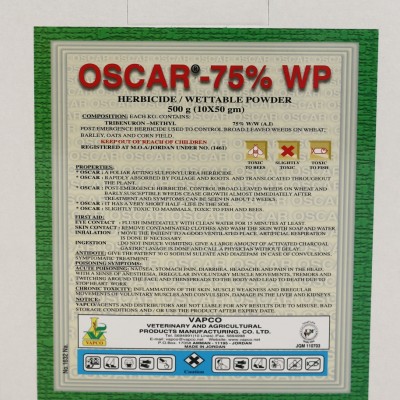 OSCAR®-75% WP
HERBICIDE / WETTABLE POWDER
500 g (10X50 gm)
COMPOSITION: EACH KG. CONTAINS:
TRIBENURON -METHYL 75% W/W (A.I)
POST-EMERGENCE HERBICIDE USED TO CONTROL BROAD LEAVED WEEDS ON WHEAT,
BARLEY, OATS AND CORN FIELD.
KEEP OUT OF REACH OF CHILDREN
REGISTERED AT M.O.A/JORDAN UNDER NO. (1461)
TOXIC TO BEES
SLIGHTLY TOXIC
TOXIC TO FISH
PROPERTIES:
* OSCAR : A POLAR ACTING SULFONYLUREA HERBICIDE.
* OSCAR : RAPIDLY ABSORBED BY FOLIAGE AND ROOTS AND TRANSLOCATED THROUGHOUT
THE PLANT.
* OSCAR : POST-EMERGENCE HERBICIDE, CONTROL BROAD LEAVED WEEDS ON WHEAT AND
BARLY.SUSCEPTIBLE WEEDS CEASE GROWTH ALMOST IMMEDIATELY AFTER
TREATMENT AND SYMPTOMS CAN BE SEEN IN ABOUT 2 WEEKS.
* OSCAR : IT HAS A VERY SHORT HALF -LIFE IN THE SOIL.
* OSCAR : SLIGHTLY TOXIC TO MAMMALS, TOXIC TO FISH AND BEES.
FIRST AID:
EYE CONTACT : FLUSH IMMEDIATELY WITH CLEAN WATER FOR 15 MINUTES AT LEAST
SKIN CONTACT : REMOVE CONTAMINATED CLOTHES AND WASH THE SKIN WITH SOAP AND WATER
INHALATION : MOVE THE PATIENT TO AREA OF VENTILATED PLACE. ARTIFICIAL RESPIRATION
IS DONE IF NECESSARY
INGESTION : DO NOT INDUCE VOMITING. GIVE A LARGE AMOUNT OF ACTIVATED CHARCOAL
GASTRIC LAVAGE IS DONE AND CALL A PHYSICIAN WITHOUT DELAY.
ANTIDOTE: GIVE THE PATIENT 30 G SODIUM SULFATE AND DIAZEPAM IN CASE OF CONVULSION
SYMPTOMATIC TREATMENT
POISONING SYMPTOMS:
ACUTE POISONING: NAUSEA, STOMACH PAIN, DIARRHEA, HEADACHE AND PAIN IN THE HEAD
WITH A SENSE OF ANESTHESIA, IRREGULAR INVOLUNTARY MUSCLE MOVEMENTS, TREMOR AND
TWITCHING AROUND THE FACE AND TRANSCENDS TO THE BODY AND LEAD TO DEATH DUE TO
HEART WORK.
CHRONIC TOXICITY: INFLAMMATION OF THE SKIN, MUSCLE WEAKNESS AND IRREGULAR
MOVEMENTS OF VOLUNTARY MUSCLES AND CONVULSION, DAMAGE IN THE LIVER AND KIDNEYS
NOTICE:
VAPCO/AGENTS AND DISTRIBUTORS ARE NOT LIABLE FOR ANY RESULTS DUE TO MISUSE, BAD
STORAGE CONDITIONS AND / OR USE THE PRODUCT AFTER EXPIRY DATE.
VAPCO
VETERINARY AND AGRICULTURAL
PRODUCTS MANUFACTURING, CO. LTD.
P.O.Box : 17058 AMMAN - 11195 - JORDAN
MADE IN JORDAN
VAPCO
Caution